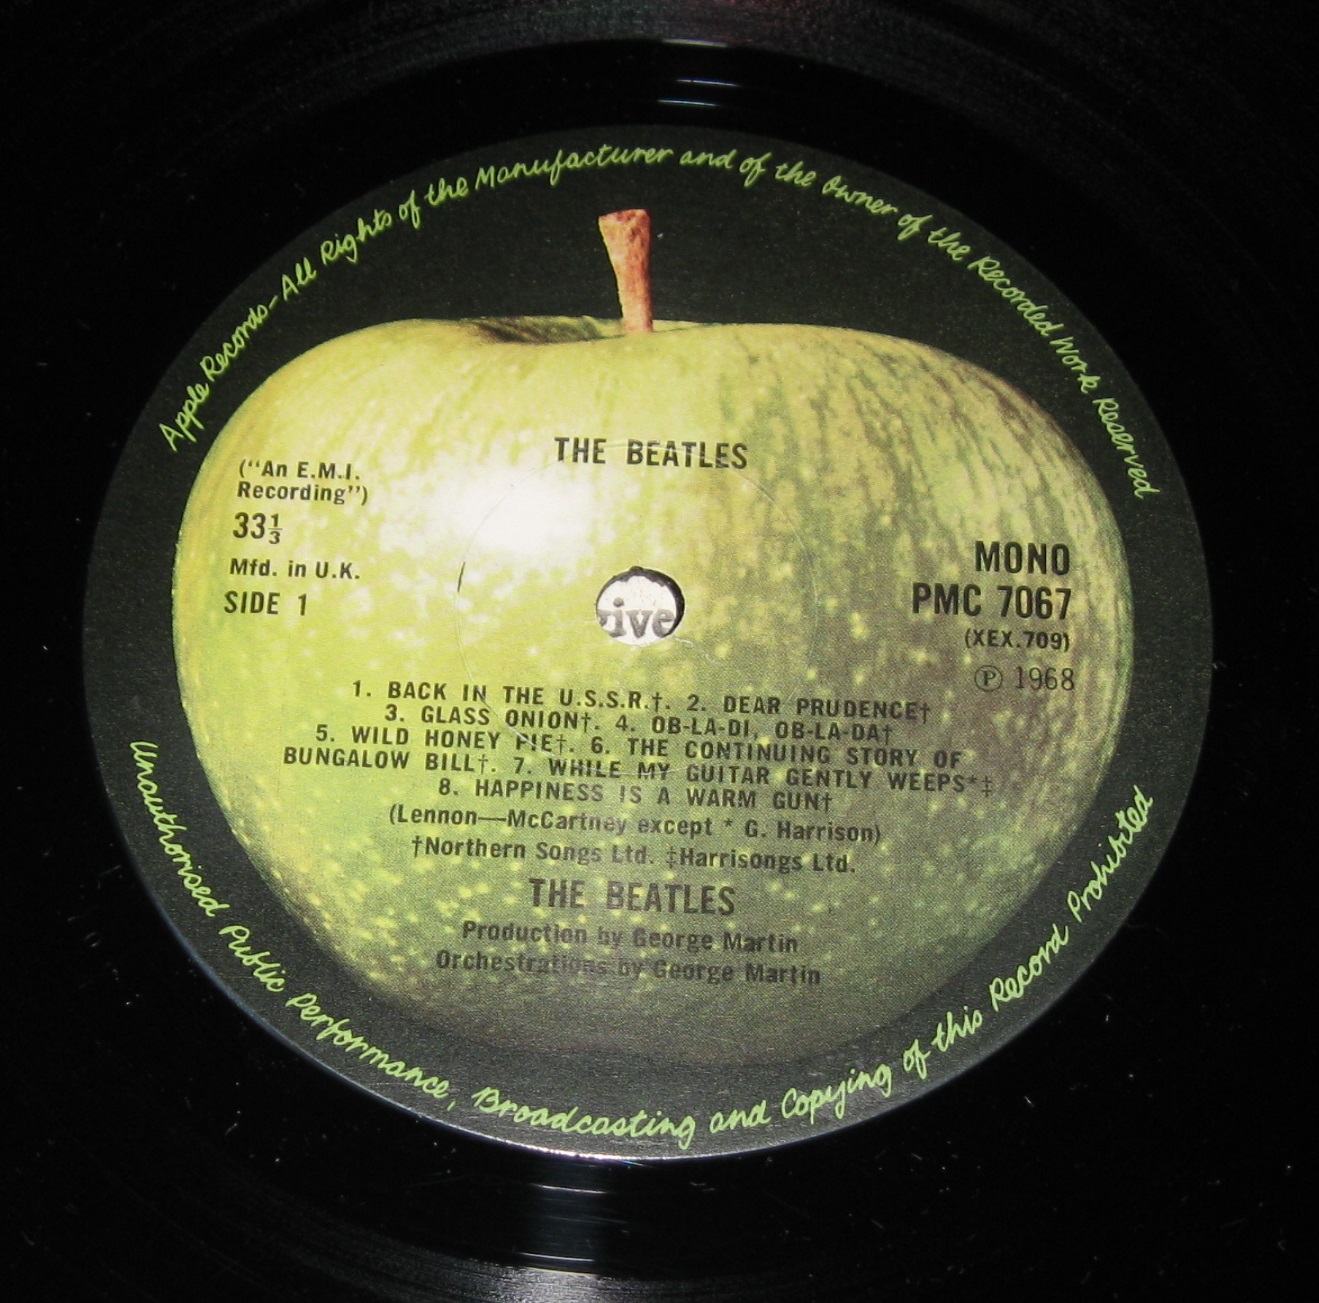 Apple Records-All Rights of the Manufacturer and of the Owner of the Recorded Work Reserved
THE BEATLES
("An E.M.I.
Recording")
33⅓
Mfd. in U.K.
SIDE 1
MONO
PMC 7067
(XEX.709)
℗ 1968
ive
1. BACK IN THE U.S.S.R.†. 2. DEAR PRUDENCE†
3. GLASS ONION†. 4. OB-LA-DI, OB-LA-DA†
5. WILD HONEY PIE†. 6. THE CONTINUING STORY OF
BUNGALOW BILL†. 7. WHILE MY GUITAR GENTLY WEEPS*‡
8. HAPPINESS IS A WARM GUN†
(Lennon—McCartney except * G. Harrison)
†Northern Songs Ltd. ‡Harrisongs Ltd.
THE BEATLES
Production by George Martin
Orchestrations by George Martin
Unauthorised Public Performance, Broadcasting and Copying of this Record Prohibited